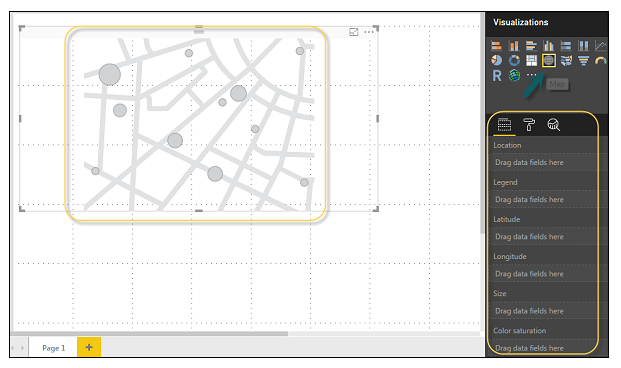 Visualizations
R
Map
Location
Drag data fields here
Legend
Drag data fields here
Latitude
Drag data fields here
Longitude
Drag data fields here
Size
Drag data fields here
Color saturation
Drag data fields here
Page 1